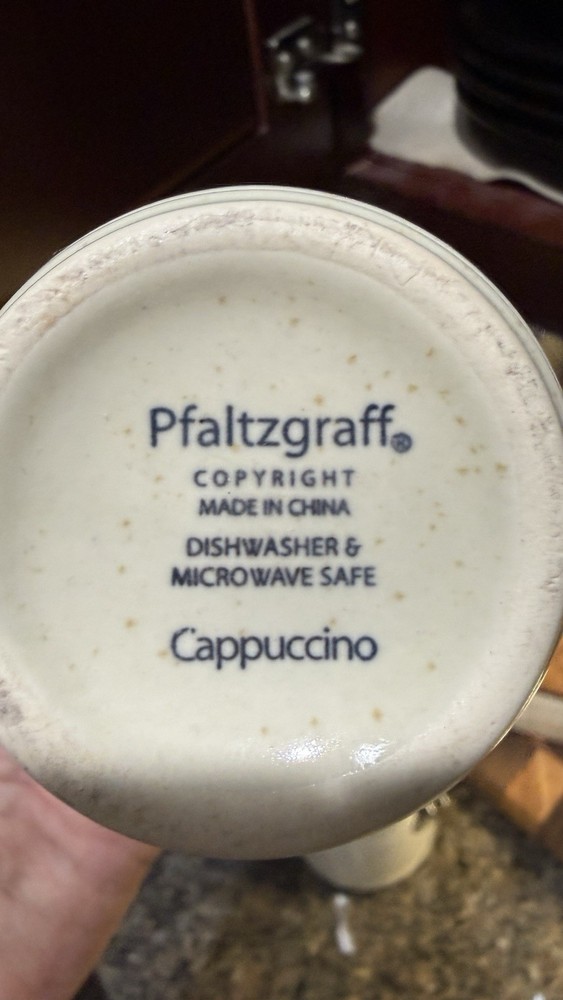 Pfaltzgraff®
COPYRIGHT
MADE IN CHINA
DISHWASHER &
MICROWAVE SAFE
Cappuccino